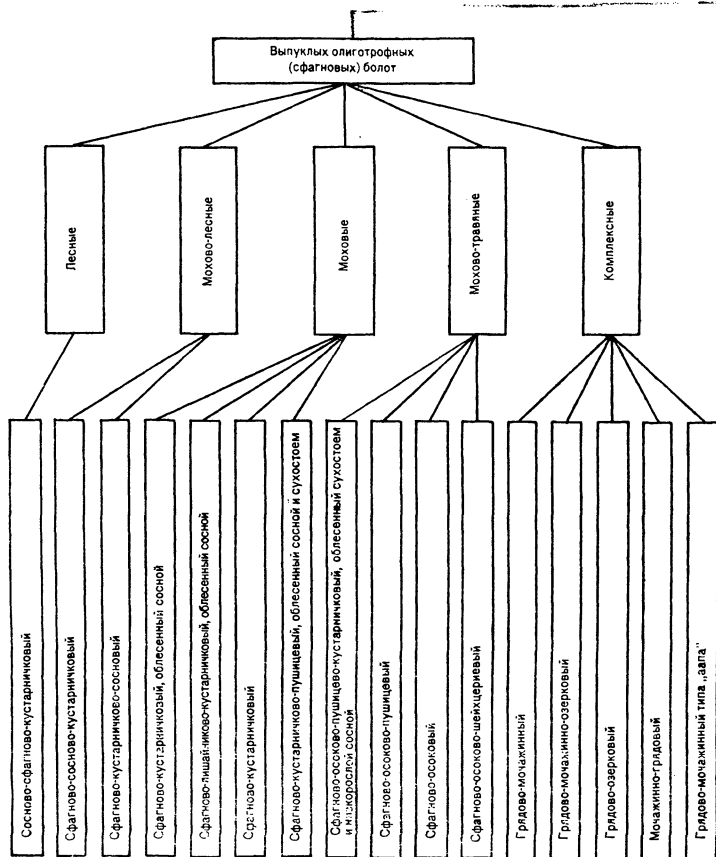 Выпуклых олиготрофных
(сфагновых) болот
Лесные
Мохово-лесные
Моховые
Мохово-травяные
Комплексные
Сосново-сфагново-кустарничковый
Сфагново-сосново-кустарничковый
Сфагново-кустарничково-сосновый
Сфагново-кустарничковый, облесенный сосной
Сфагново-лишайниково-кустарничковый, облесенный сосной
Сфагново-кустарничковый
Сфагново-кустарничково-пушицевый, облесенный сосной и сухостоем
Сфагново-осоково-пушицево-кустарничковый, облесенный сухостоем
и низкорослой сосной
Сфагново-осоково-пушицевый
Сфагново-осоковый
Сфагново-осоково-шейхцериевый
Грядово-мочажинный
Грядово-мочажинно-озерковый
Грядово-озерковый
Мочажинно-грядовый
Грядово-мочажинный типа „аапа"